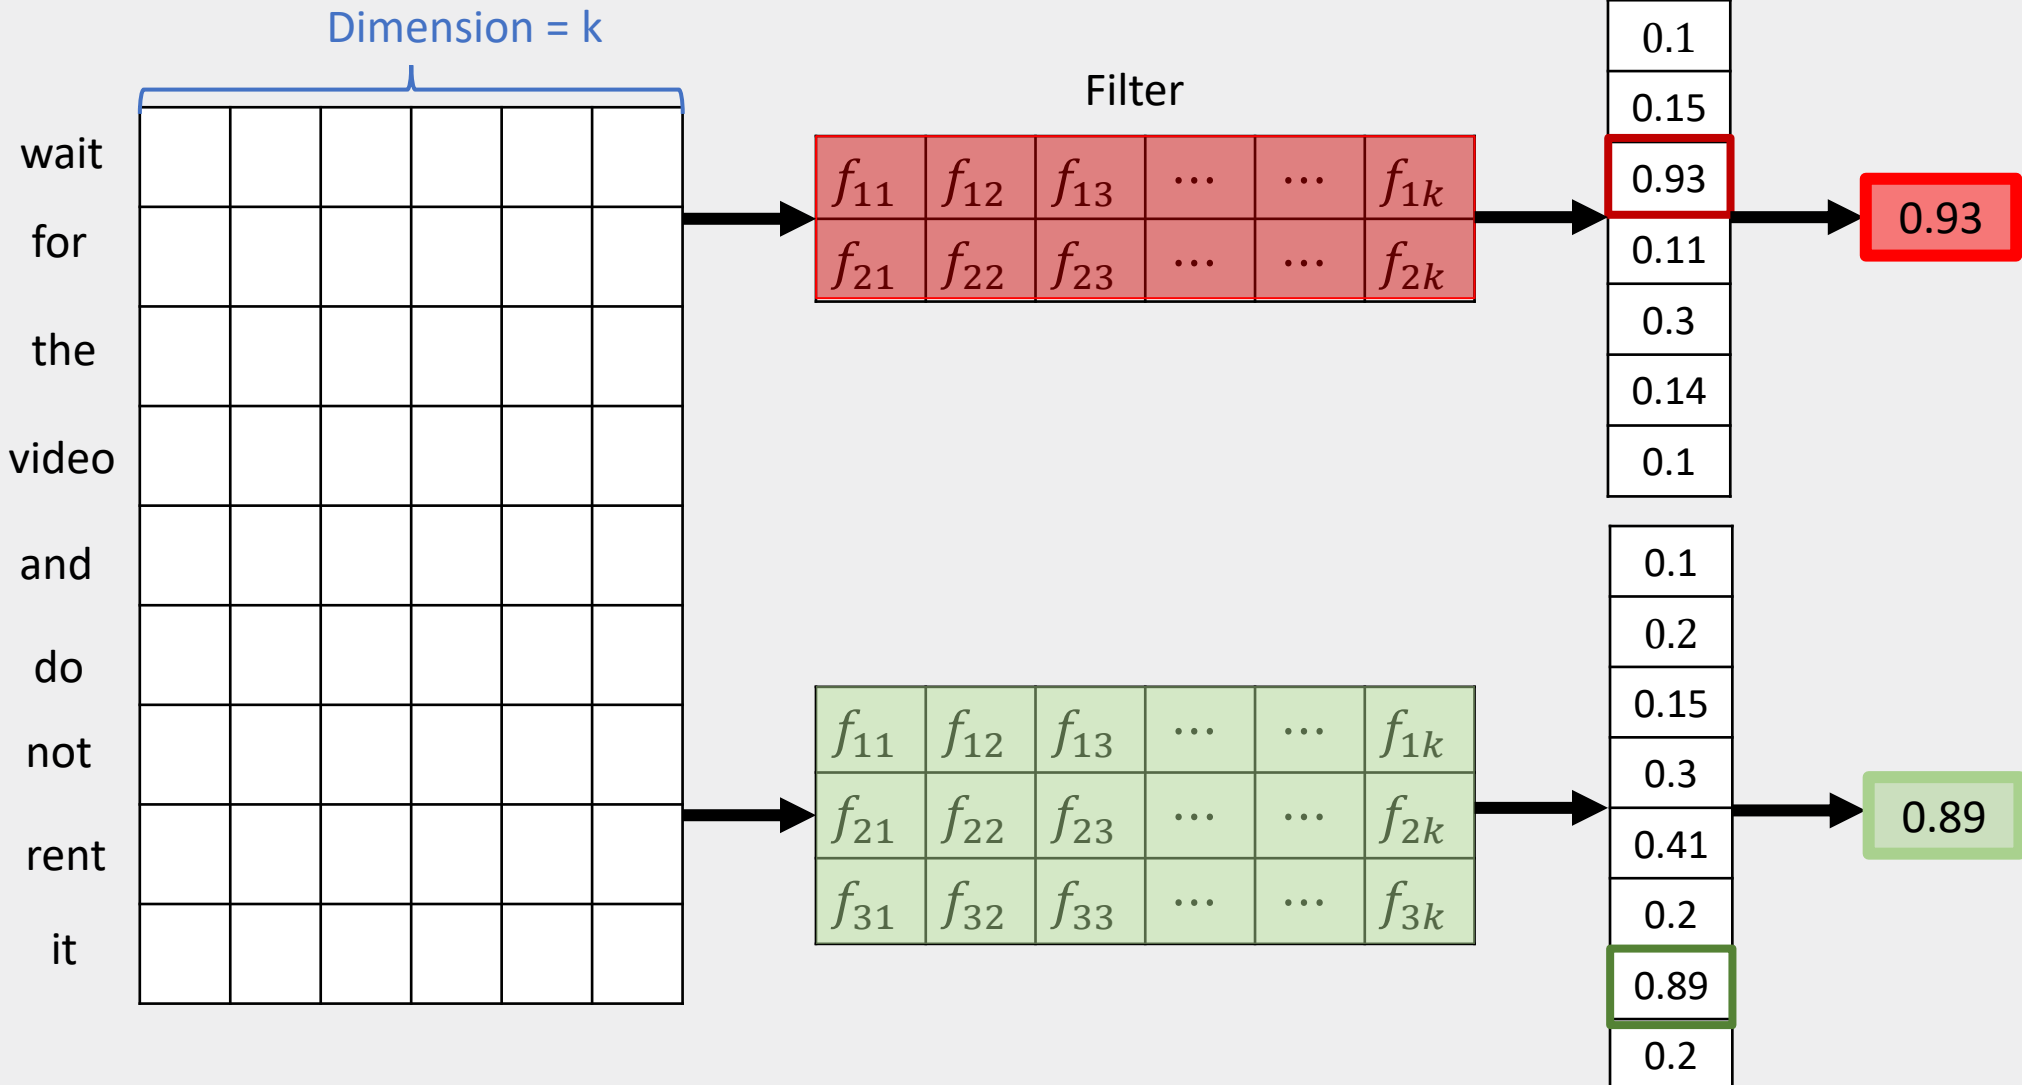 Dimension = k
wait
for
the
video
and
do
not
rent
it
Filter
f11 f12 f13 ... ... f1k
f21 f22 f23 ... ... f2k
f11 f12 f13 ... ... f1k
f21 f22 f23 ... ... f2k
f31 f32 f33 ... ... f3k
0.1
0.15
0.93
0.11
0.3
0.14
0.1
0.93
0.1
0.2
0.15
0.3
0.41
0.2
0.89
0.2
0.89